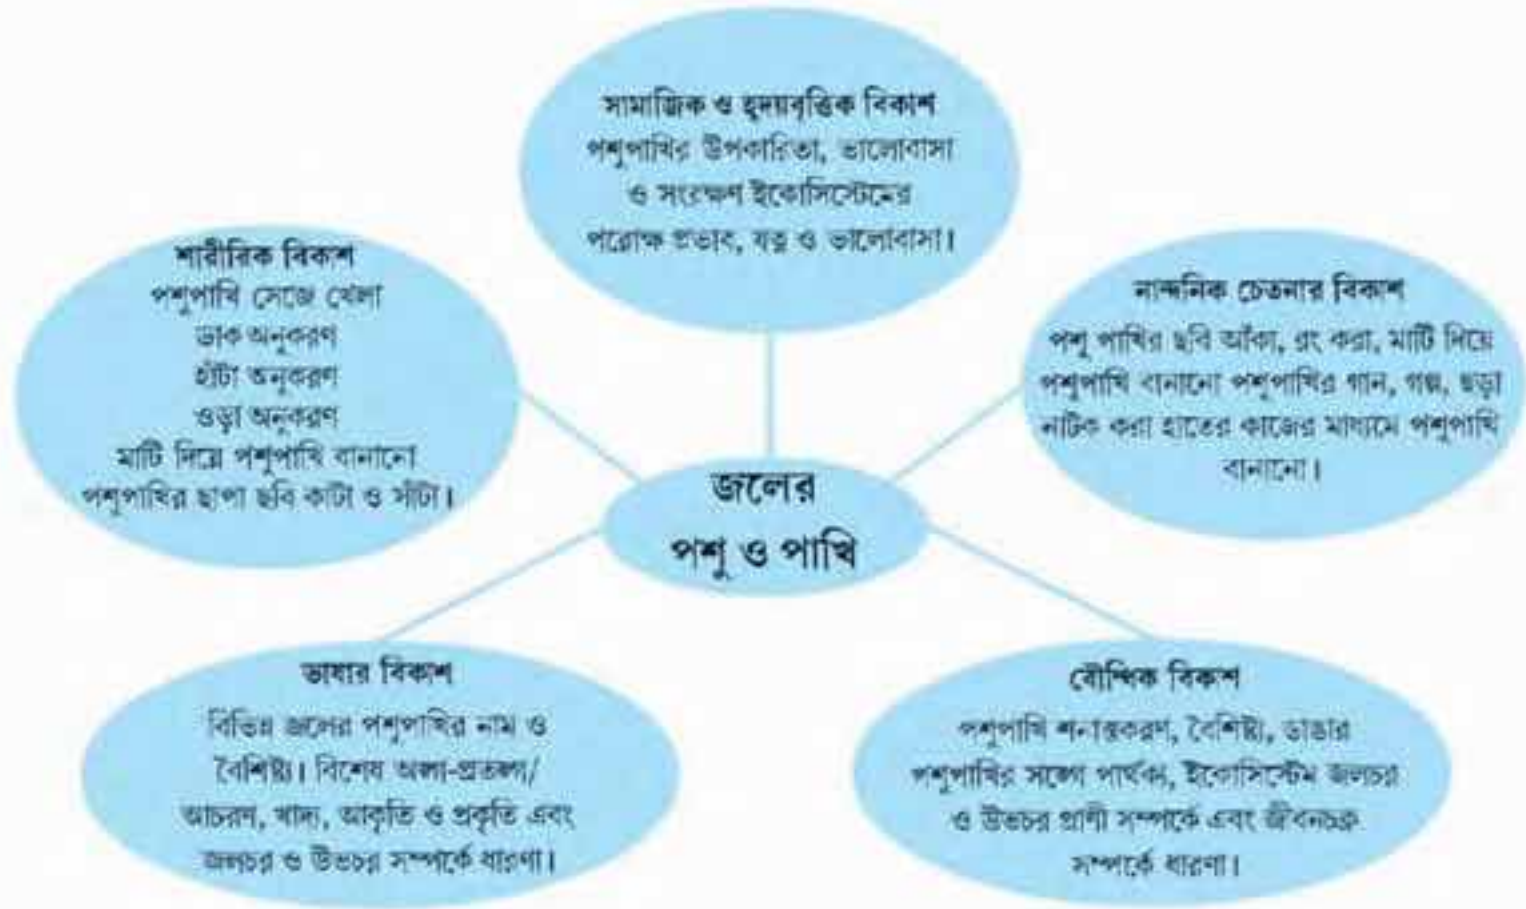 সামাজিক ও হৃদয়বৃত্তিক বিকাশ
পশুপাখির উপকারিতা, ভালোবাসা
ও সংরক্ষণ ইকোসিস্টেমের
পরোক্ষ প্রভাব, যত্ন ও ভালোবাসা।
শারীরিক বিকাশ
পশুপাখি সেজে খেলা
ডাক অনুকরণ
হাঁটা অনুকরণ
ওড়া অনুকরণ
মাটি দিয়ে পশুপাখি বানানো
পশুপাখির ছাপা ছবি কাটা ও সাঁটা।
নান্দনিক চেতনার বিকাশ
পশু পাখির ছবি আঁকা, রং করা, মাটি দিয়ে
পশুপাখি বানানো পশুপাখির গান, গল্প, ছড়া
নাটক করা হাতের কাজের মাধ্যমে পশুপাখি
বানানো।
জলের
পশু ও পাখি
ভাষার বিকাশ
বিভিন্ন জলের পশুপাখির নাম ও
বৈশিষ্ট্য। বিশেষ অঙ্গ-প্রত্যঙ্গ/
আচরণ, খাদ্য, আকৃতি ও প্রকৃতি এবং
জলচর ও উভচর সম্পর্কে ধারণা।
বৌদ্ধিক বিকাশ
পশুপাখি শনাক্তকরণ, বৈশিষ্ট্য, ডাঙার
পশুপাখির সঙ্গে পার্থক্য, ইকোসিস্টেম জলচর
ও উভচর প্রাণী সম্পর্কে এবং জীবনচক্র
সম্পর্কে ধারণা।